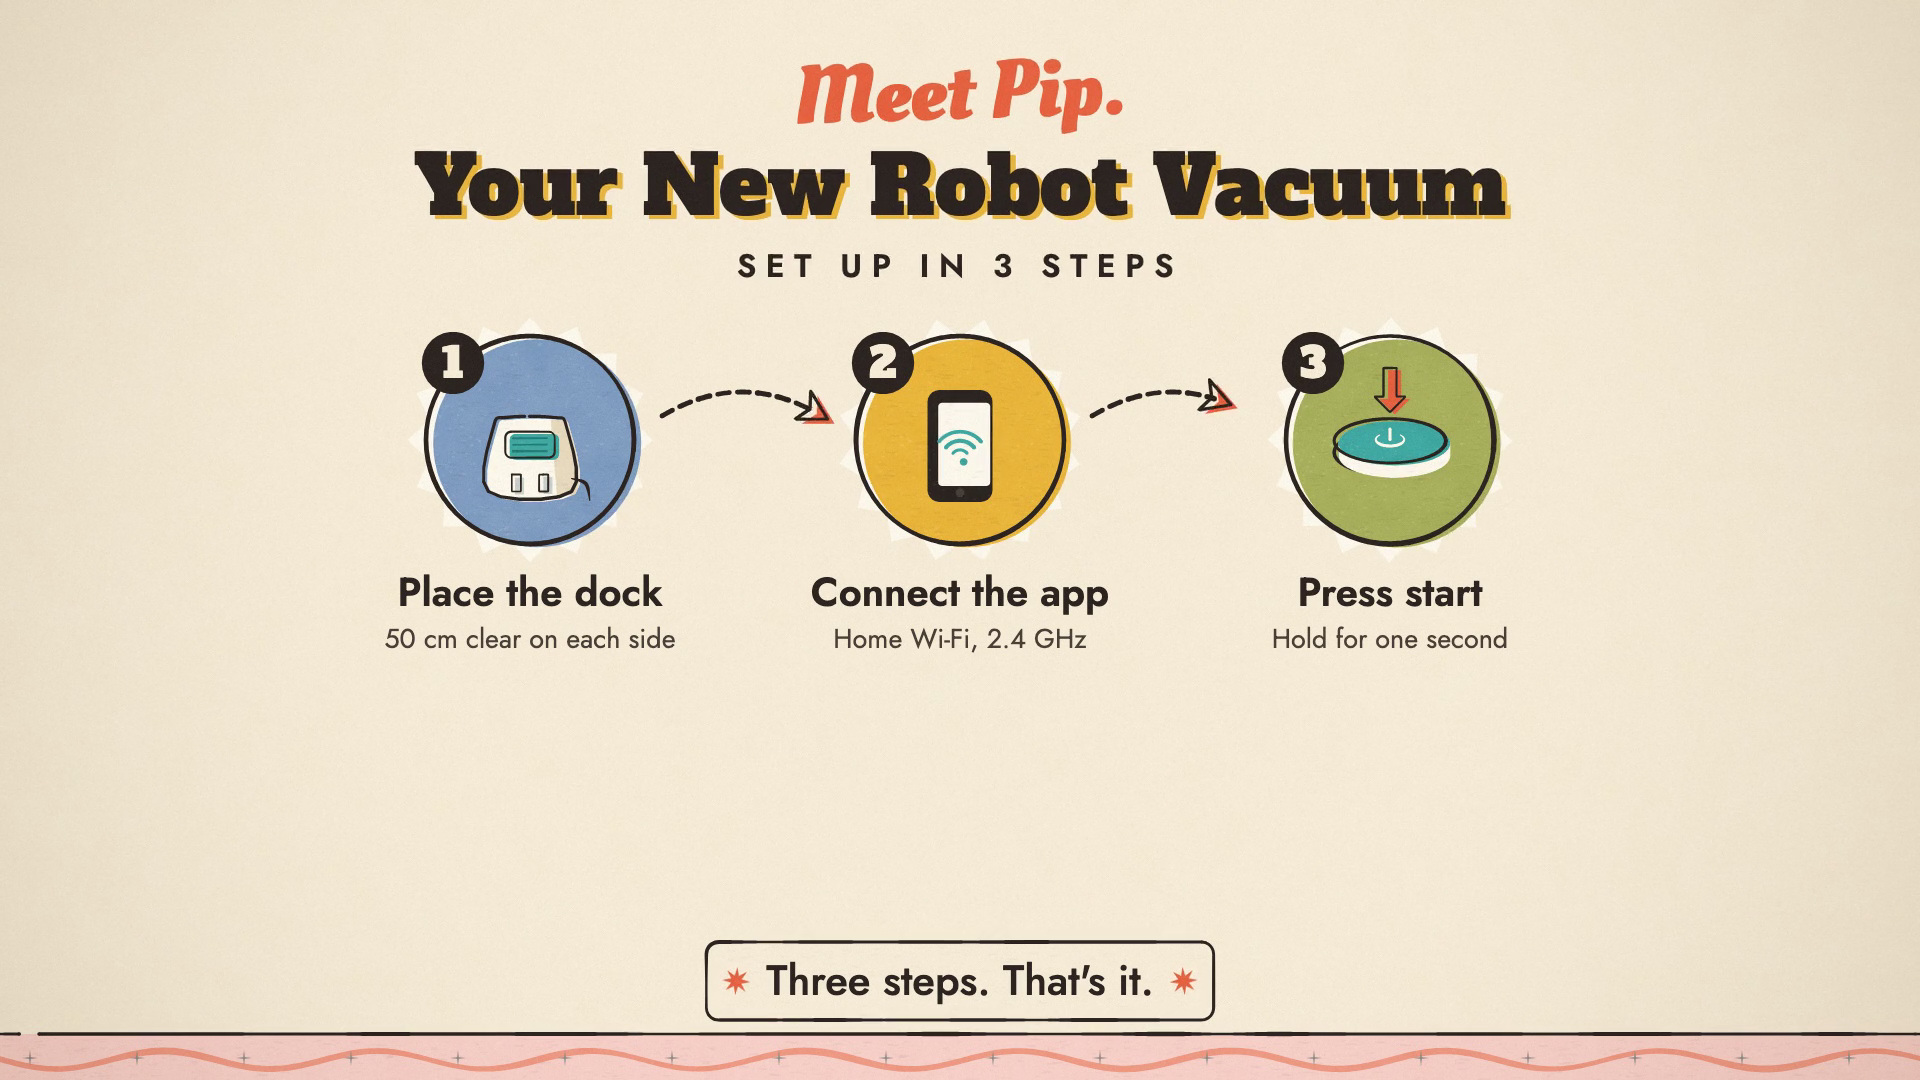 Meet Pip.
Your New Robot Vacuum
SET UP IN 3 STEPS
1
2
3
Place the dock
50 cm clear on each side
Connect the app
Home Wi-Fi, 2.4 GHz
Press start
Hold for one second
Three steps. That's it.